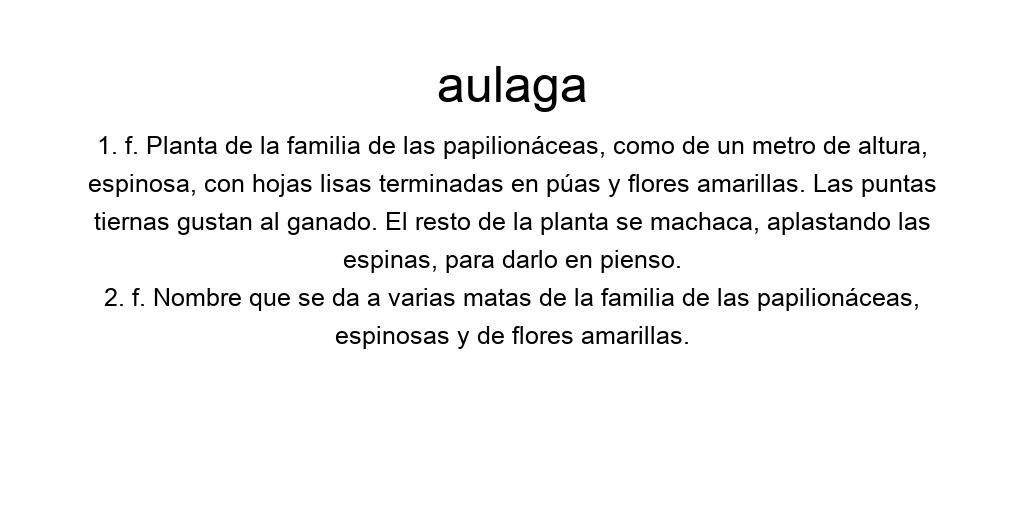 aulaga
1. f. Planta de la familia de las papilionáceas, como de un metro de altura,
espinosa, con hojas lisas terminadas en púas y flores amarillas. Las puntas
tiernas gustan al ganado. El resto de la planta se machaca, aplastando las
espinas, para darlo en pienso.
2. f. Nombre que se da a varias matas de la familia de las papilionáceas,
espinosas y de flores amarillas.